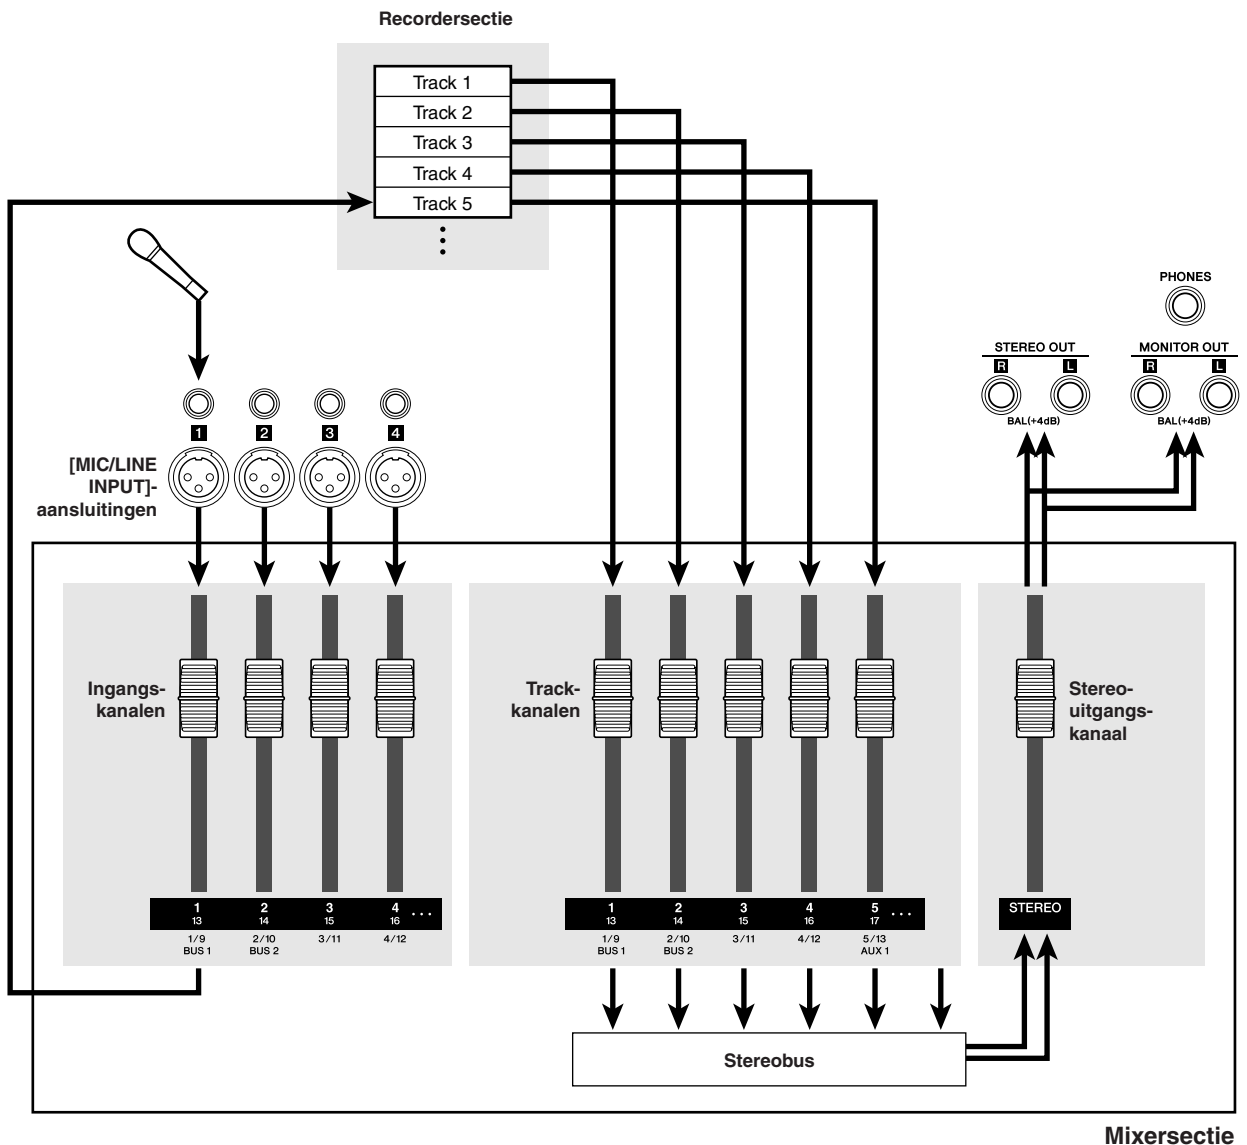 Recordersectie
Track 1
Track 2
Track 3
Track 4
Track 5
PHONES
STEREO OUT
MONITOR OUT
R L
R L
BAL(+4dB)
BAL(+4dB)
1 2 3 4
[MIC/LINE
INPUT]-
aansluitingen
Ingangs-
kanalen
Track-
kanalen
Stereo-
uitgangs-
kanaal
1 2 3 4 ...
13 14 15 16
1/9 2/10 3/11 4/12
BUS 1 BUS 2
1 2 3 4 5 ...
13 14 15 16 17
1/9 2/10 3/11 4/12 5/13
BUS 1 BUS 2 AUX 1
STEREO
Stereobus
Mixersectie